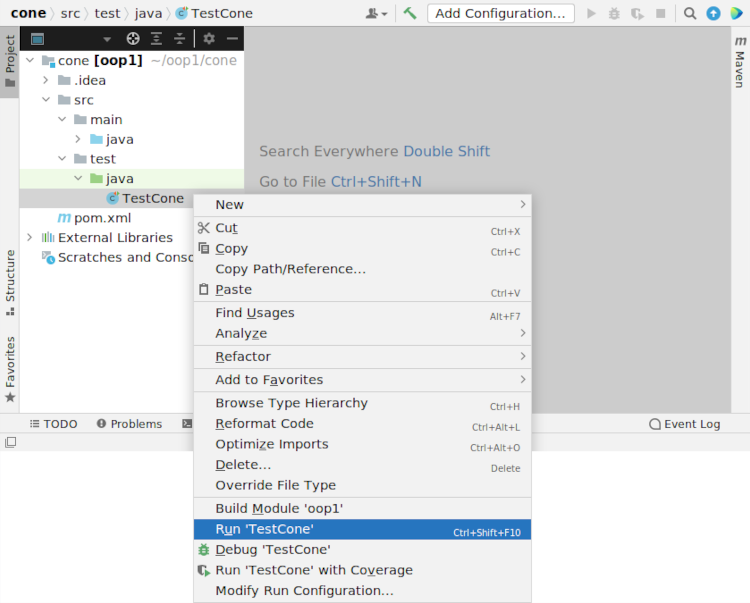 cone src test java TestCone Add Configuration...
Project
cone [oop1] ~/oop1/cone
.idea
src
main
java
test
java
TestCone
m pom.xml
External Libraries
Scratches and Conso
Structure
Favorites
m Maven
Search Everywhere Double Shift
Go to File Ctrl+Shift+N
New
Cut Ctrl+X
Copy Ctrl+C
Copy Path/Reference...
Paste Ctrl+V
Find Usages Alt+F7
Analyze
Refactor
Add to Favorites
Browse Type Hierarchy Ctrl+H
Reformat Code Ctrl+Alt+L
Optimize Imports Ctrl+Alt+O
Delete... Delete
Override File Type
Build Module 'oop1'
Run 'TestCone' Ctrl+Shift+F10
Debug 'TestCone'
Run 'TestCone' with Coverage
Modify Run Configuration...
TODO Problems Event Log